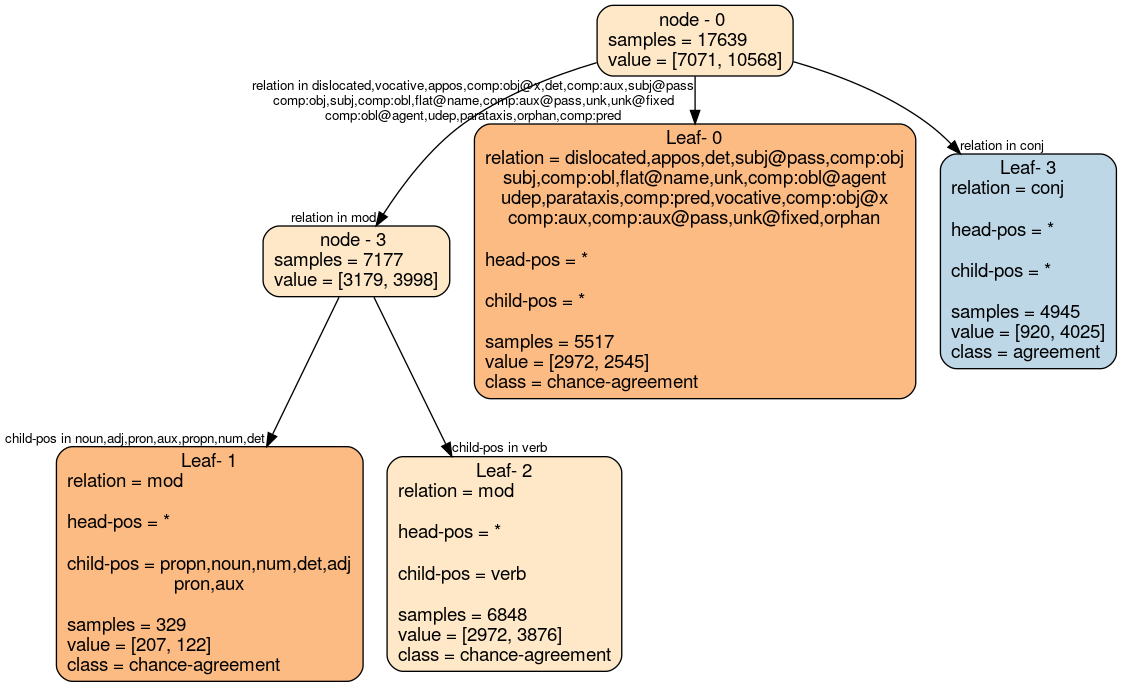 node - 0
samples = 17639
value = [7071, 10568]
relation in dislocated,vocative,appos,comp:obj@x,det,comp:aux,subj@pass
comp:obj,subj,comp:obl,flat@name,comp:aux@pass,unk,unk@fixed
comp:obl@agent,udep,parataxis,orphan,comp:pred
Leaf- 0
relation = dislocated,appos,det,subj@pass,comp:obj
subj,comp:obl,flat@name,unk,comp:obl@agent
udep,parataxis,comp:pred,vocative,comp:obj@x
comp:aux,comp:aux@pass,unk@fixed,orphan
head-pos = *
child-pos = *
samples = 5517
value = [2972, 2545]
class = chance-agreement
relation in conj
Leaf- 3
relation = conj
head-pos = *
child-pos = *
samples = 4945
value = [920, 4025]
class = agreement
relation in mod
node - 3
samples = 7177
value = [3179, 3998]
child-pos in noun,adj,pron,aux,propn,num,det
Leaf- 1
relation = mod
head-pos = *
child-pos = propn,noun,num,det,adj
pron,aux
samples = 329
value = [207, 122]
class = chance-agreement
child-pos in verb
Leaf- 2
relation = mod
head-pos = *
child-pos = verb
samples = 6848
value = [2972, 3876]
class = chance-agreement